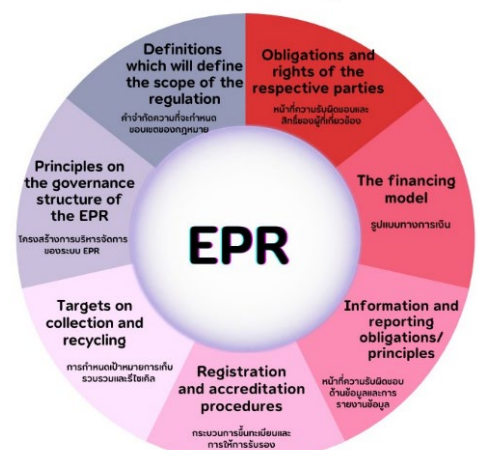 Definitions
which will define
the scope of the
regulation
คำจำกัดความที่จะกำหนด
ขอบเขตของกฎหมาย
Obligations and
rights of the
respective parties
หน้าที่ความรับผิดชอบและ
สิทธิ์ของผู้ที่เกี่ยวข้อง
The financing
model
รูปแบบทางการเงิน
Information and
reporting
obligations/
principles
หน้าที่ความรับผิดชอบ
ด้านข้อมูลและการ
รายงานข้อมูล
Registration
and accreditation
procedures
กระบวนการขึ้นทะเบียนและ
การให้การรับรอง
Targets on
collection and
recycling
การกำหนดเป้าหมายการเก็บ
รวบรวมและรีไซเคิล
Principles on
the governance
structure of
the EPR
โครงสร้างการบริหารจัดการ
ของระบบ EPR
EPR